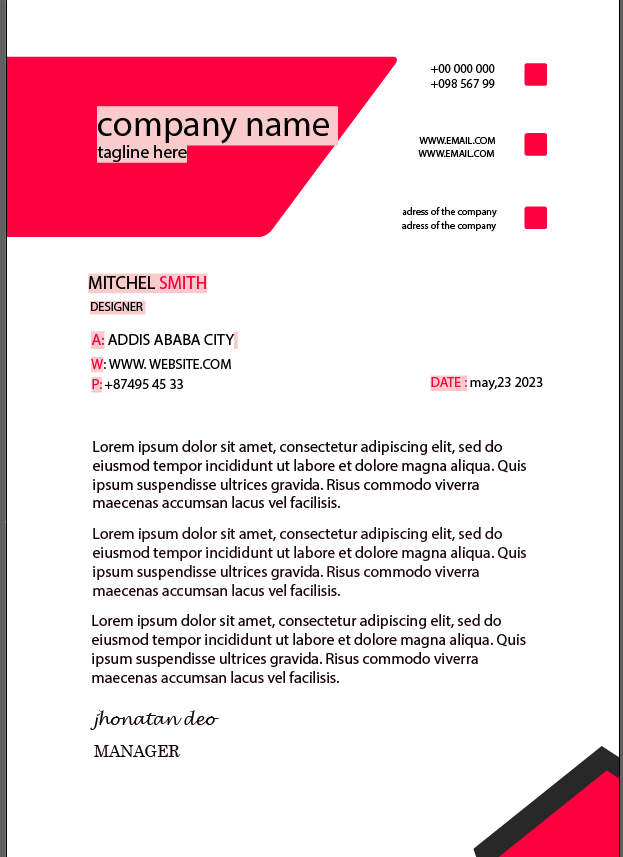 company name
tagline here
+00 000 000
+098 567 99
WWW.EMAIL.COM
WWW.EMAIL.COM
adress of the company
adress of the company
MITCHEL SMITH
DESIGNER
A: ADDIS ABABA CITY
W: WWW. WEBSITE.COM
P: +87495 45 33
DATE : may,23 2023
Lorem ipsum dolor sit amet, consectetur adipiscing elit, sed do
eiusmod tempor incididunt ut labore et dolore magna aliqua. Quis
ipsum suspendisse ultrices gravida. Risus commodo viverra
maecenas accumsan lacus vel facilisis.
Lorem ipsum dolor sit amet, consectetur adipiscing elit, sed do
eiusmod tempor incididunt ut labore et dolore magna aliqua. Quis
ipsum suspendisse ultrices gravida. Risus commodo viverra
maecenas accumsan lacus vel facilisis.
Lorem ipsum dolor sit amet, consectetur adipiscing elit, sed do
eiusmod tempor incididunt ut labore et dolore magna aliqua. Quis
ipsum suspendisse ultrices gravida. Risus commodo viverra
maecenas accumsan lacus vel facilisis.
jhonatan deo
MANAGER